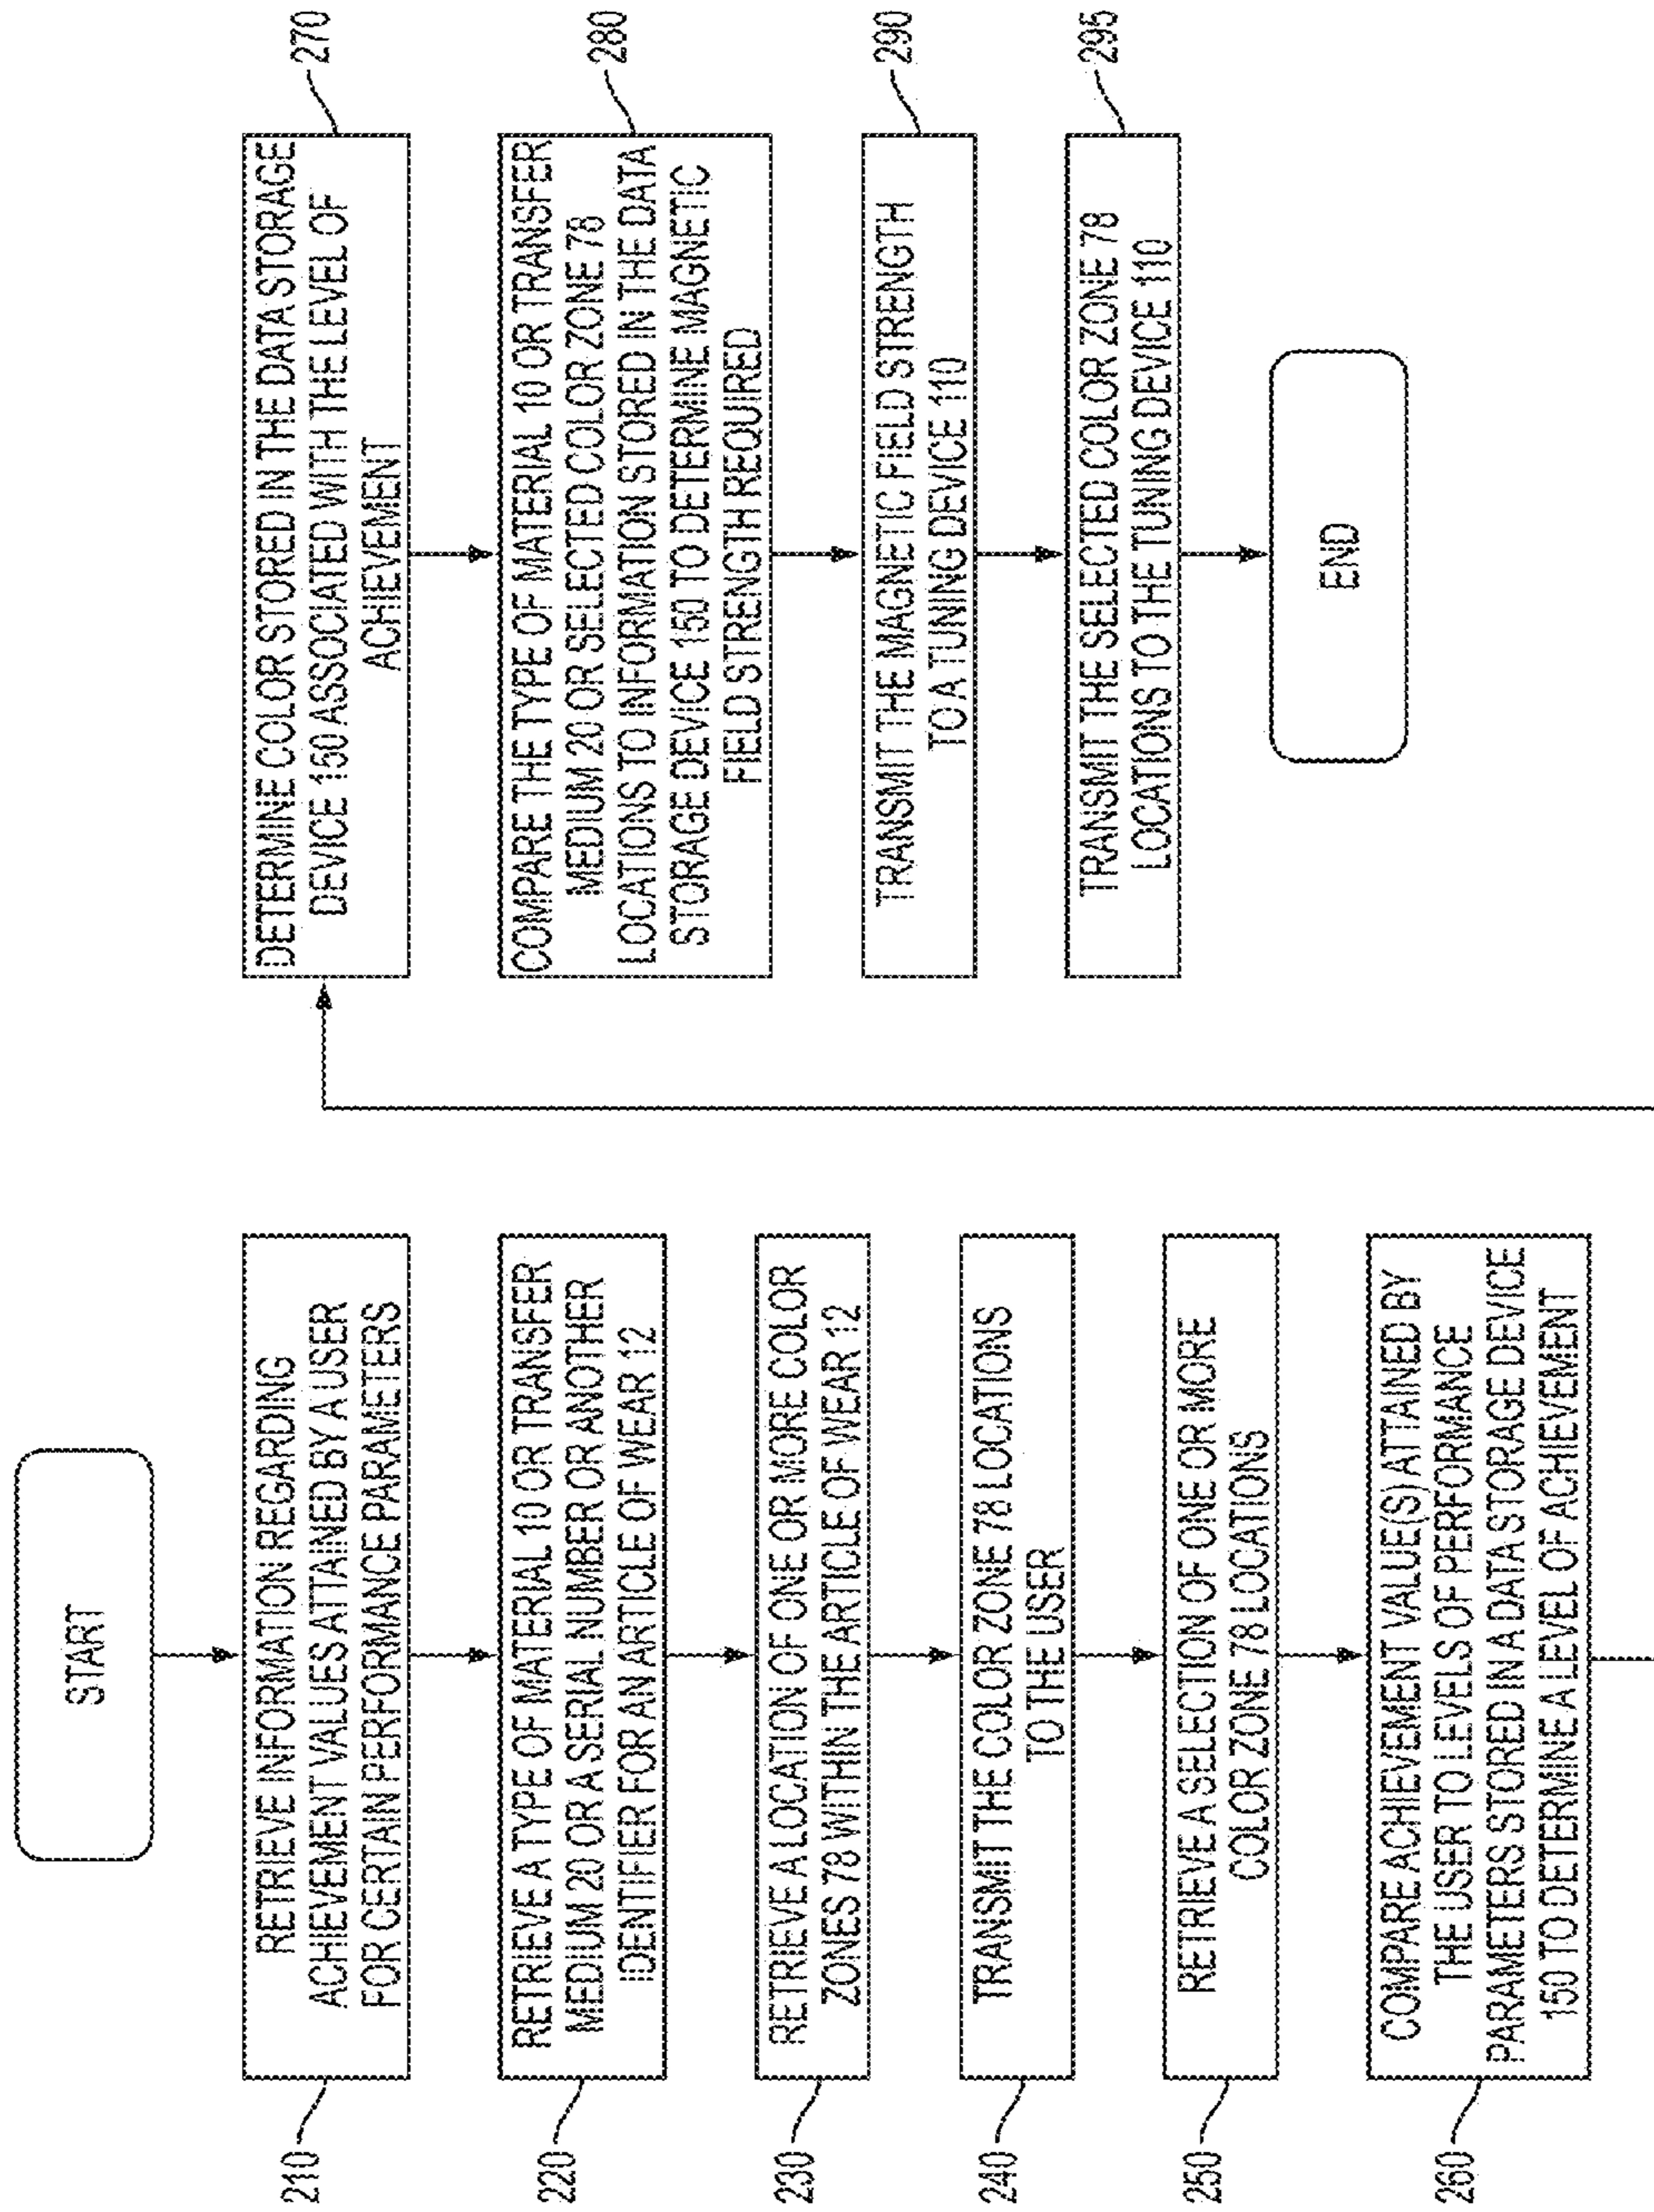 START
210
RETRIEVE INFORMATION REGARDING
ACHIEVEMENT VALUES ATTAINED BY A USER
FOR CERTAIN PERFORMANCE PARAMETERS
220
RETRIEVE A TYPE OF MATERIAL 10 OR TRANSFER
MEDIUM 20 OR A SERIAL NUMBER OR ANOTHER
IDENTIFIER FOR AN ARTICLE OF WEAR 12
230
RETRIEVE A LOCATION OF ONE OR MORE COLOR
ZONES 78 WITHIN THE ARTICLE OF WEAR 12
240
TRANSMIT THE COLOR ZONE 78 LOCATIONS
TO THE USER
250
RETRIEVE A SELECTION OF ONE OR MORE
COLOR ZONE 78 LOCATIONS
260
COMPARE ACHIEVEMENT VALUE(S) ATTAINED BY
THE USER TO LEVELS OF PERFORMANCE
PARAMETERS STORED IN A DATA STORAGE DEVICE
150 TO DETERMINE A LEVEL OF ACHIEVEMENT
270
DETERMINE COLOR STORED IN THE DATA STORAGE
DEVICE 150 ASSOCIATED WITH THE LEVEL OF
ACHIEVEMENT
280
COMPARE THE TYPE OF MATERIAL 10 OR TRANSFER
MEDIUM 20 OR SELECTED COLOR ZONE 78
LOCATIONS TO INFORMATION STORED IN THE DATA
STORAGE DEVICE 150 TO DETERMINE MAGNETIC
FIELD STRENGTH REQUIRED
290
TRANSMIT THE MAGNETIC FIELD STRENGTH
TO A TUNING DEVICE 110
295
TRANSMIT THE SELECTED COLOR ZONE 78
LOCATIONS TO THE TUNING DEVICE 110
END